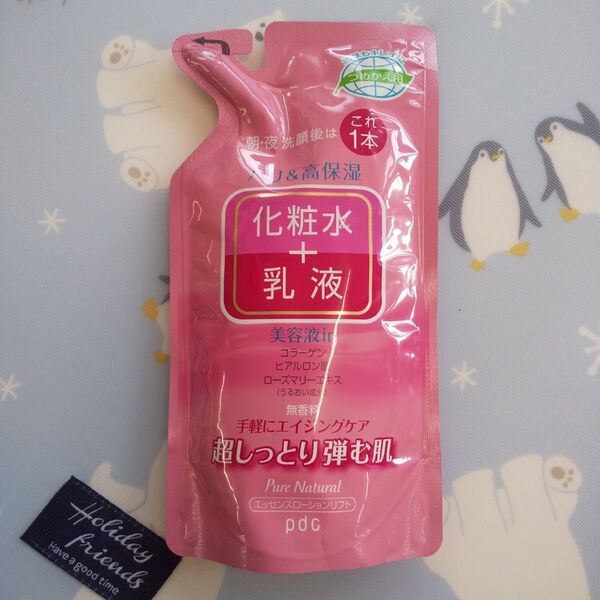 つめかえ用
朝・夜 洗顔後は
これ
1本
ハリ&高保湿
化粧水
+
乳液
美容液in
コラーゲン
ヒアルロン酸
ローズマリーエキス
(うるおい成分)
無香料
手軽にエイジングケア
超しっとり弾む肌
Pure Natural
エッセンスローションリフト
pdc
Holiday
friends
Have a good time